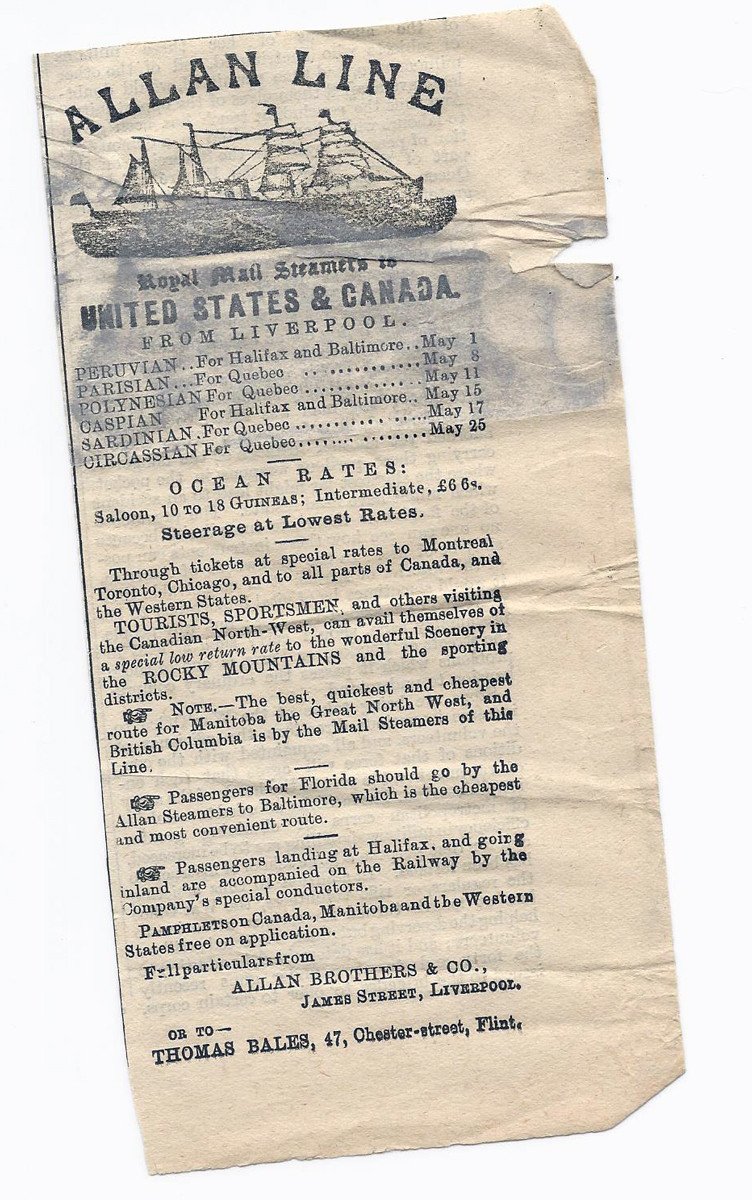 ALLAN LINE
Royal Mail Steamers to
UNITED STATES & CANADA.
FROM LIVERPOOL.
PERUVIAN..For Halifax and Baltimore..May 1
PARISIAN...For Quebec .. ........... May 8
POLYNESIAN For Quebec ............. May 11
CASPIAN For Halifax and Baltimore.. May 15
SARDINIAN .For Quebec ............. May 17
CIRCASSIAN For Quebec.... ........ May 25
OCEAN RATES:
Saloon, 10 TO 18 GUINEAS; Intermediate, £6 6s.
Steerage at Lowest Rates.
Through tickets at special rates to Montreal
Toronto, Chicago, and to all parts of Canada, and
the Western States.
TOURISTS, SPORTSMEN, and others visiting
the Canadian North-West, can avail themselves of
a special low return rate to the wonderful Scenery in
the ROCKY MOUNTAINS and the sporting
districts.
☞ NOTE.—The best, quickest and cheapest
route for Manitoba the Great North West, and
British Columbia is by the Mail Steamers of this
Line.
☞ Passengers for Florida should go by the
Allan Steamers to Baltimore, which is the cheapest
and most convenient route.
☞ Passengers landing at Halifax, and going
inland are accompanied on the Railway by the
Company's special conductors.
PAMPHLETS on Canada, Manitoba and the Western
States free on application.
Full particulars from
ALLAN BROTHERS & CO.,
JAMES STREET, LIVERPOOL.
OR TO—
THOMAS BALES, 47, Chester-street, Flint.